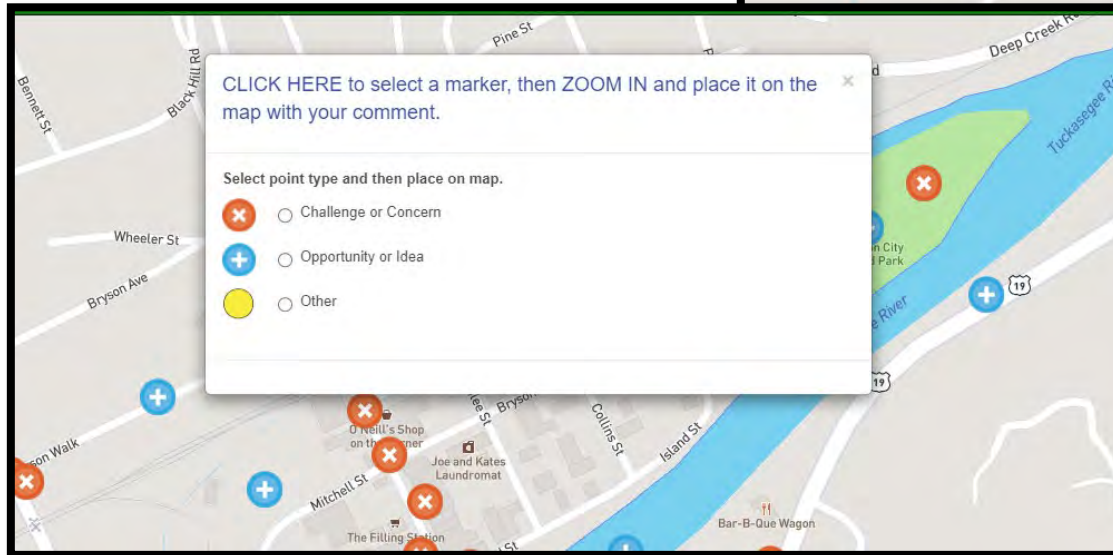 Pine St
Deep Creek
Bennett St
Black Hill Rd
CLICK HERE to select a marker, then ZOOM IN and place it on the
map with your comment.
×
Select point type and then place on map.
Challenge or Concern
Opportunity or Idea
Other
Tuckasegee
Wheeler St
Bryson Ave
City
Park
19
River
19
Collins St
Island St
O'Neill's Shop
on the
Joe and Kates
Laundromat
Walk
Mitchell St
The Filling Station
St
Bar-B-Que Wagon